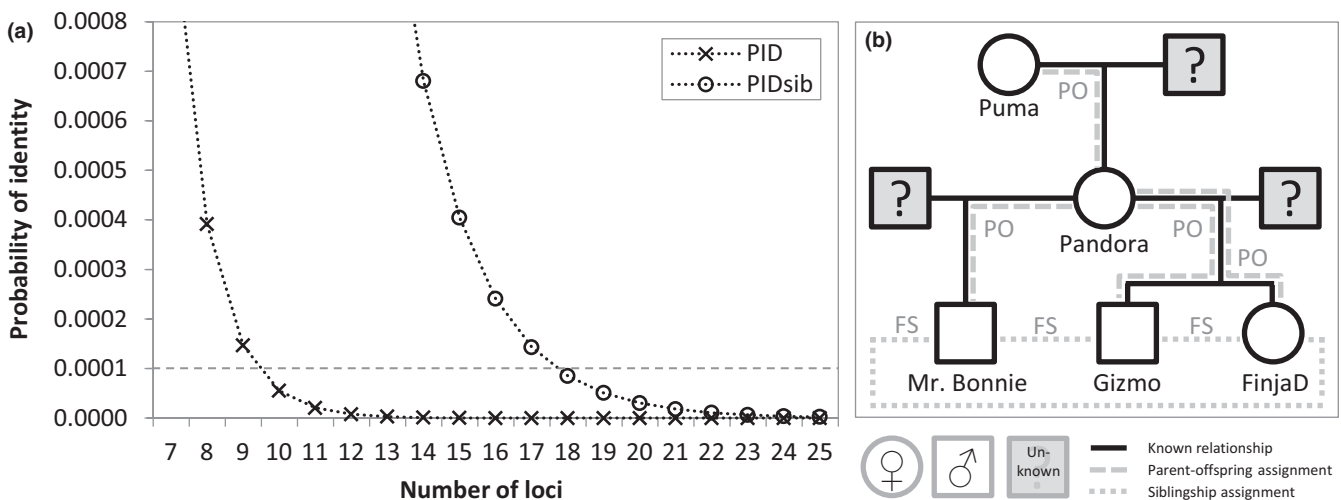 (a)
Probability of identity
0.0008
0.0007
0.0006
0.0005
0.0004
0.0003
0.0002
0.0001
0.0000
PID
PIDsib
7 8 9 10 11 12 13 14 15 16 17 18 19 20 21 22 23 24 25
Number of loci
(b)
?
Puma
PO
?
?
Pandora
PO
PO
PO
FS
FS
FS
Mr. Bonnie
Gizmo
FinjaD
♀
♂
Un-
known
?
Known relationship
Parent-offspring assignment
Siblingship assignment